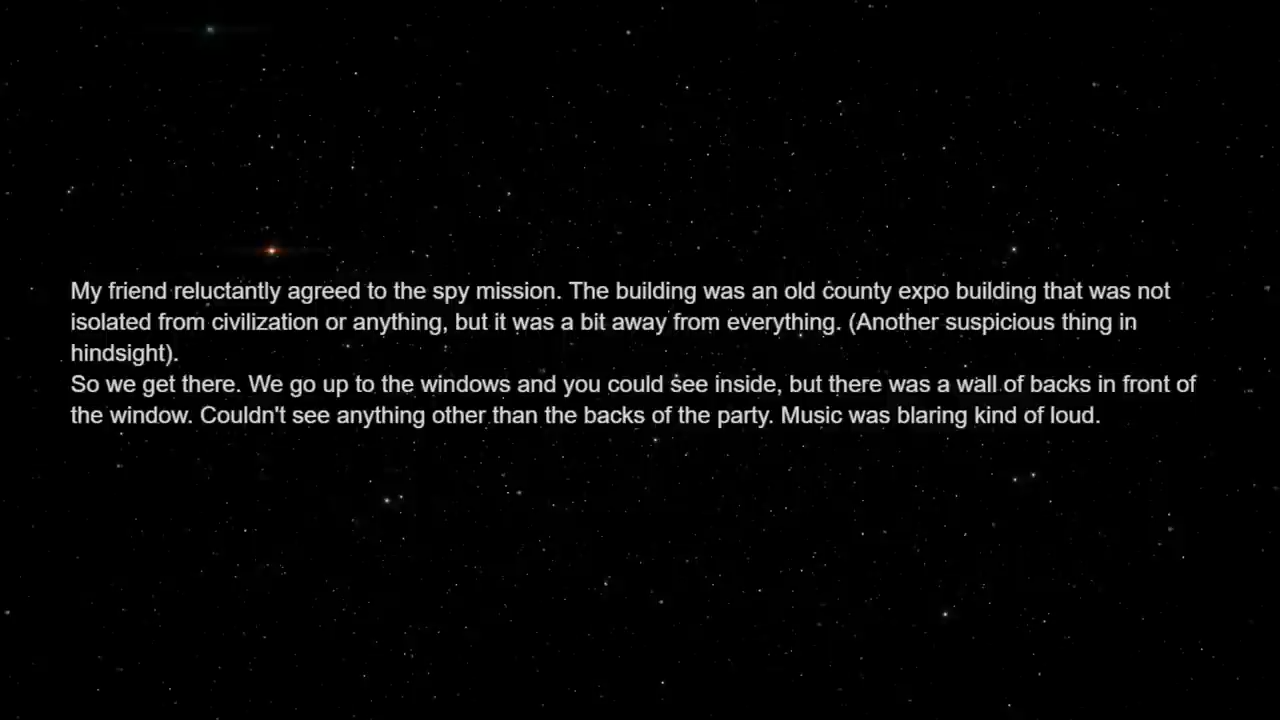 My friend reluctantly agreed to the spy mission. The building was an old county expo building that was not
isolated from civilization or anything, but it was a bit away from everything. (Another suspicious thing in
hindsight).
So we get there. We go up to the windows and you could see inside, but there was a wall of backs in front of
the window. Couldn't see anything other than the backs of the party. Music was blaring kind of loud.